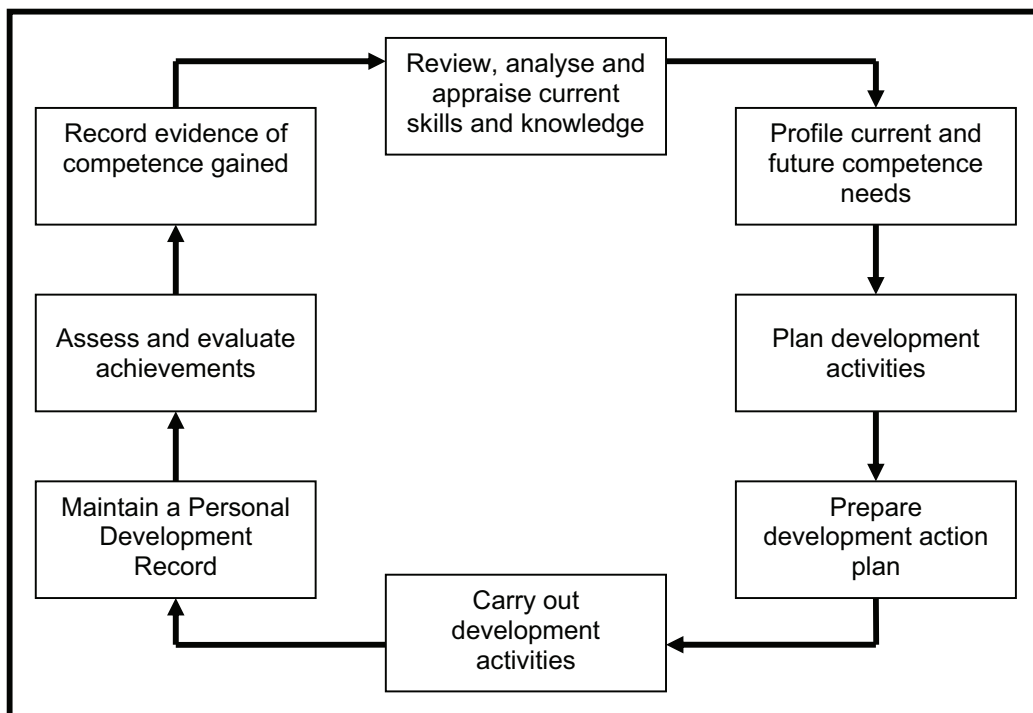 Review, analyse and
appraise current
skills and knowledge
Profile current and
future competence
needs
Plan development
activities
Prepare
development action
plan
Carry out
development
activities
Maintain a Personal
Development
Record
Assess and evaluate
achievements
Record evidence of
competence gained